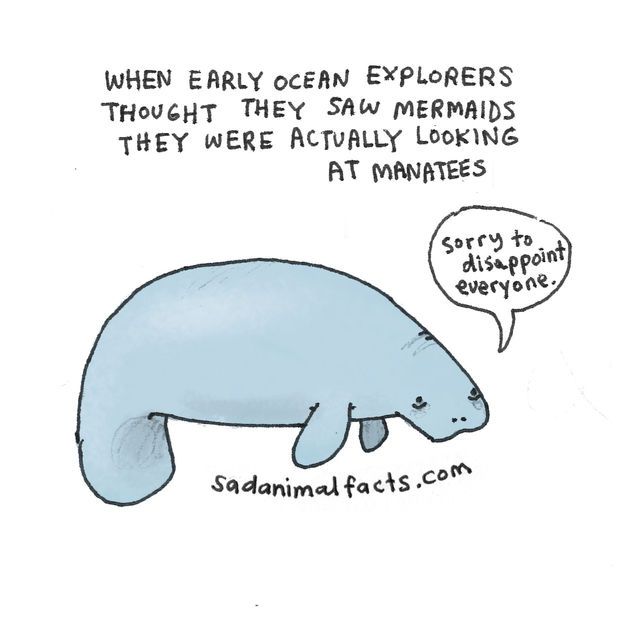 WHEN EARLY OCEAN EXPLORERS
THOUGHT THEY SAW MERMAIDS
THEY WERE ACTUALLY LOOKING
AT MANATEES
sorry to
disappoint
everyone.
sadanimalfacts.com